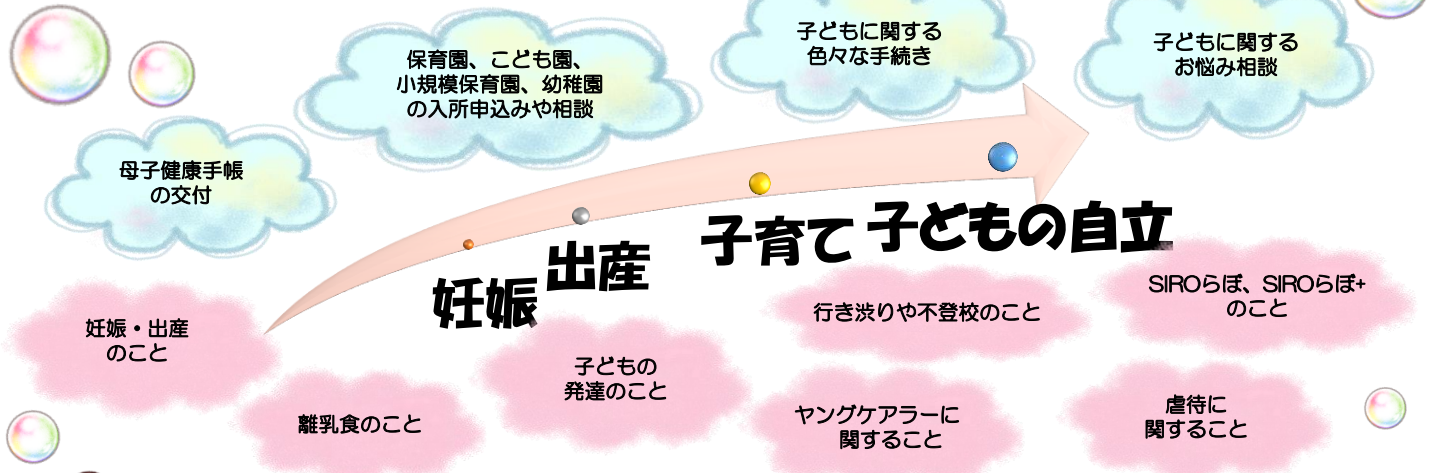 子どもに関する
色々な手続き
子どもに関する
お悩み相談
保育園、こども園、
小規模保育園、幼稚園
の入所申込みや相談
母子健康手帳
の交付
妊娠
出産
子育て
子どもの自立
妊娠・出産
のこと
離乳食のこと
子どもの
発達のこと
行き渋りや不登校のこと
SIROらぼ、SIROらぼ+
のこと
ヤングケアラーに
関すること
虐待に
関すること